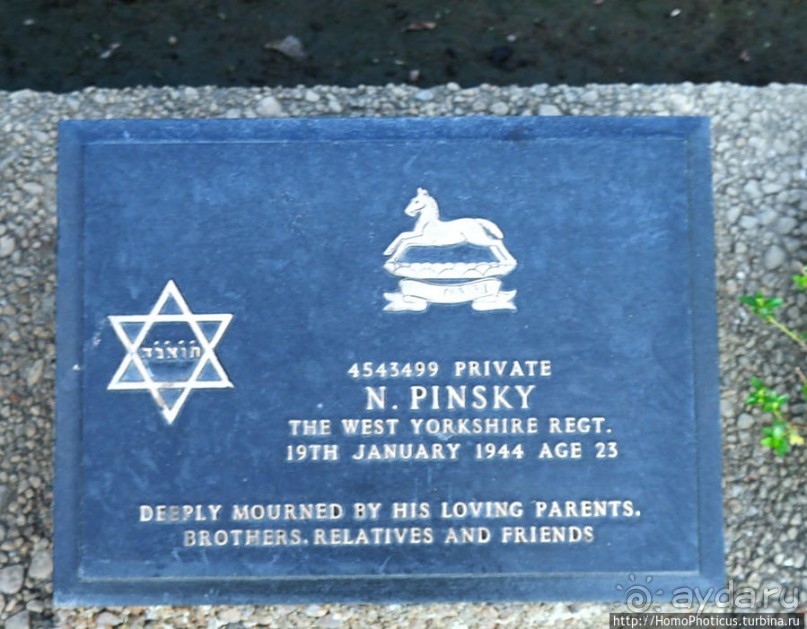 4543499 PRIVATE
N. PINSKY
THE WEST YORKSHIRE REGT.
19TH JANUARY 1944 AGE 23
DEEPLY MOURNED BY HIS LOVING PARENTS.
BROTHERS. RELATIVES AND FRIENDS
ayda.ru
http://HomoPhoticus.turbina.ru